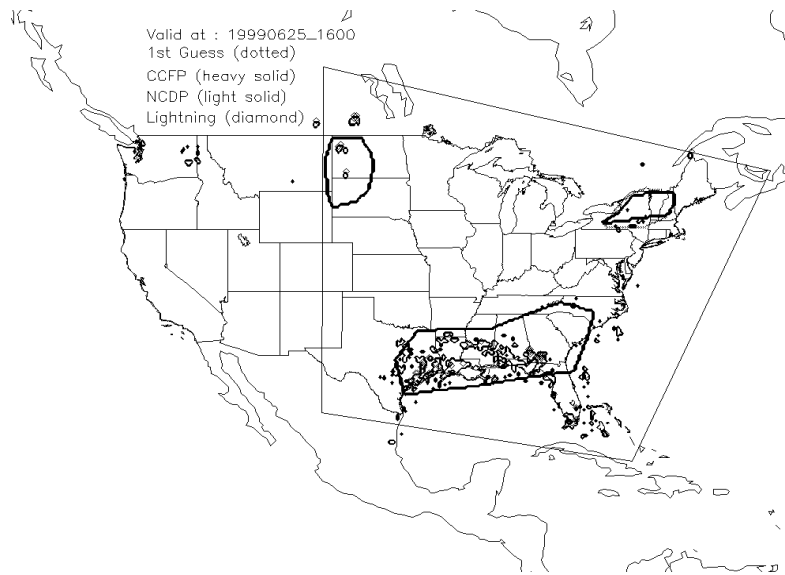 Valid at : 19990625_1600
1st Guess (dotted)
CCFP (heavy solid)
NCDP (light solid)
Lightning (diamond)